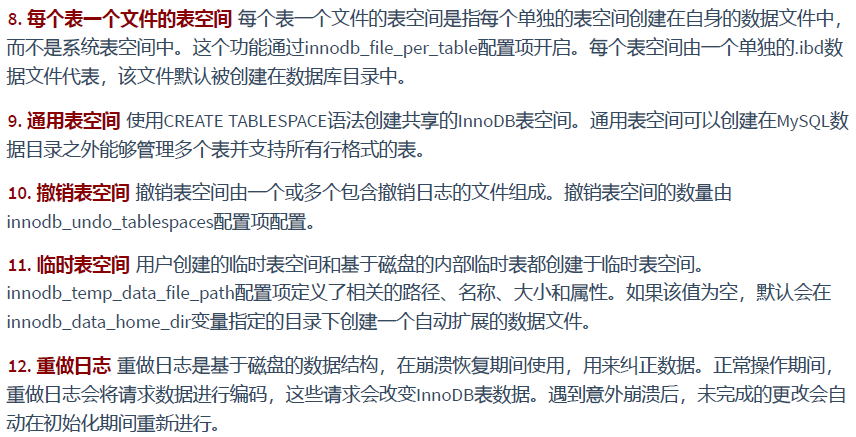 8. 每个表一个文件的表空间 每个表一个文件的表空间是指每个单独的表空间创建在自身的数据文件中，
而不是系统表空间中。这个功能通过innodb_file_per_table配置项开启。每个表空间由一个单独的.ibd数
据文件代表，该文件默认被创建在数据库目录中。
9. 通用表空间 使用CREATE TABLESPACE语法创建共享的InnoDB表空间。通用表空间可以创建在MySQL数
据目录之外能够管理多个表并支持所有行格式的表。
10. 撤销表空间 撤销表空间由一个或多个包含撤销日志的文件组成。撤销表空间的数量由
innodb_undo_tablespaces配置项配置。
11. 临时表空间 用户创建的临时表空间和基于磁盘的内部临时表都创建于临时表空间。
innodb_temp_data_file_path配置项定义了相关的路径、名称、大小和属性。如果该值为空，默认会在
innodb_data_home_dir变量指定的目录下创建一个自动扩展的数据文件。
12. 重做日志 重做日志是基于磁盘的数据结构，在崩溃恢复期间使用，用来纠正数据。正常操作期间，
重做日志会将请求数据进行编码，这些请求会改变InnoDB表数据。遇到意外崩溃后，未完成的更改会自
动在初始化期间重新进行。